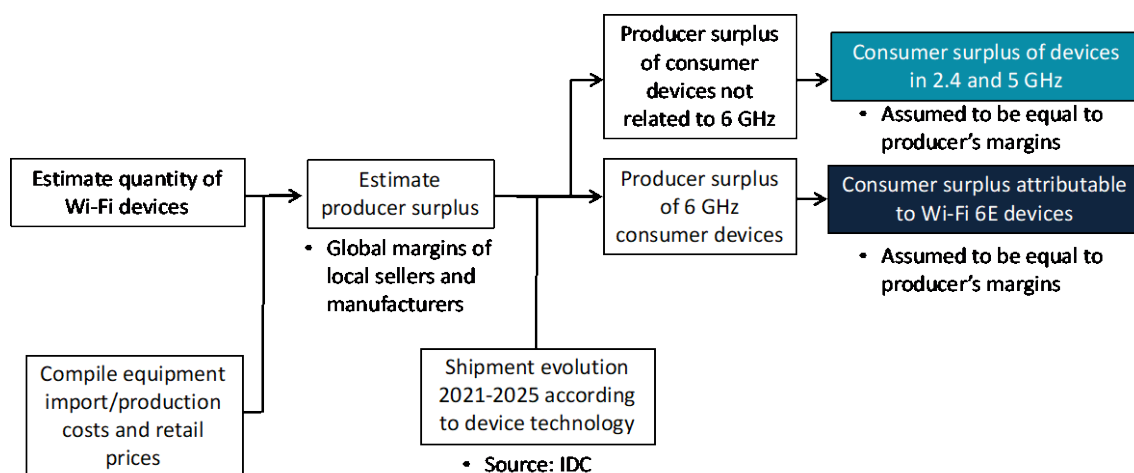 Producer surplus
of consumer
devices not
related to 6 GHz
Consumer surplus of devices
in 2.4 and 5 GHz
• Assumed to be equal to
producer's margins
Estimate quantity of
Wi-Fi devices
Estimate
producer surplus
• Global margins of
local sellers and
manufacturers
Producer surplus
of 6 GHz
consumer devices
Consumer surplus attributable
to Wi-Fi 6E devices
• Assumed to be equal to
producer's margins
Compile equipment
import/production
costs and retail
prices
Shipment evolution
2021-2025 according
to device technology
• Source: IDC